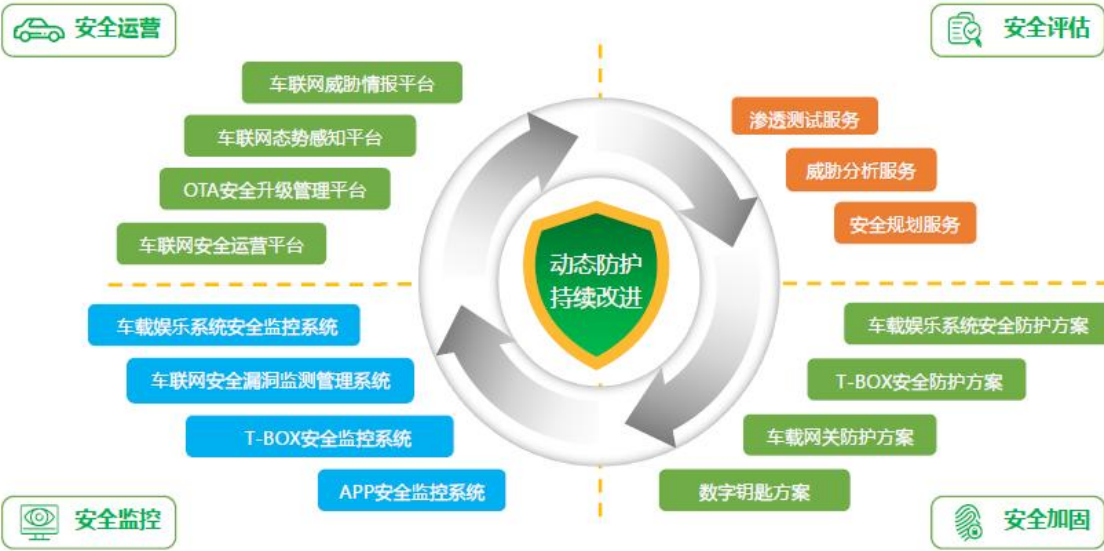 安全运营
安全评估
车联网威胁情报平台
车联网态势感知平台
OTA安全升级管理平台
车联网安全运营平台
渗透测试服务
威胁分析服务
安全规划服务
动态防护
持续改进
车载娱乐系统安全监控系统
车联网安全漏洞监测管理系统
T-BOX安全监控系统
APP安全监控系统
车载娱乐系统安全防护方案
T-BOX安全防护方案
车载网关防护方案
数字钥匙方案
安全监控
安全加固